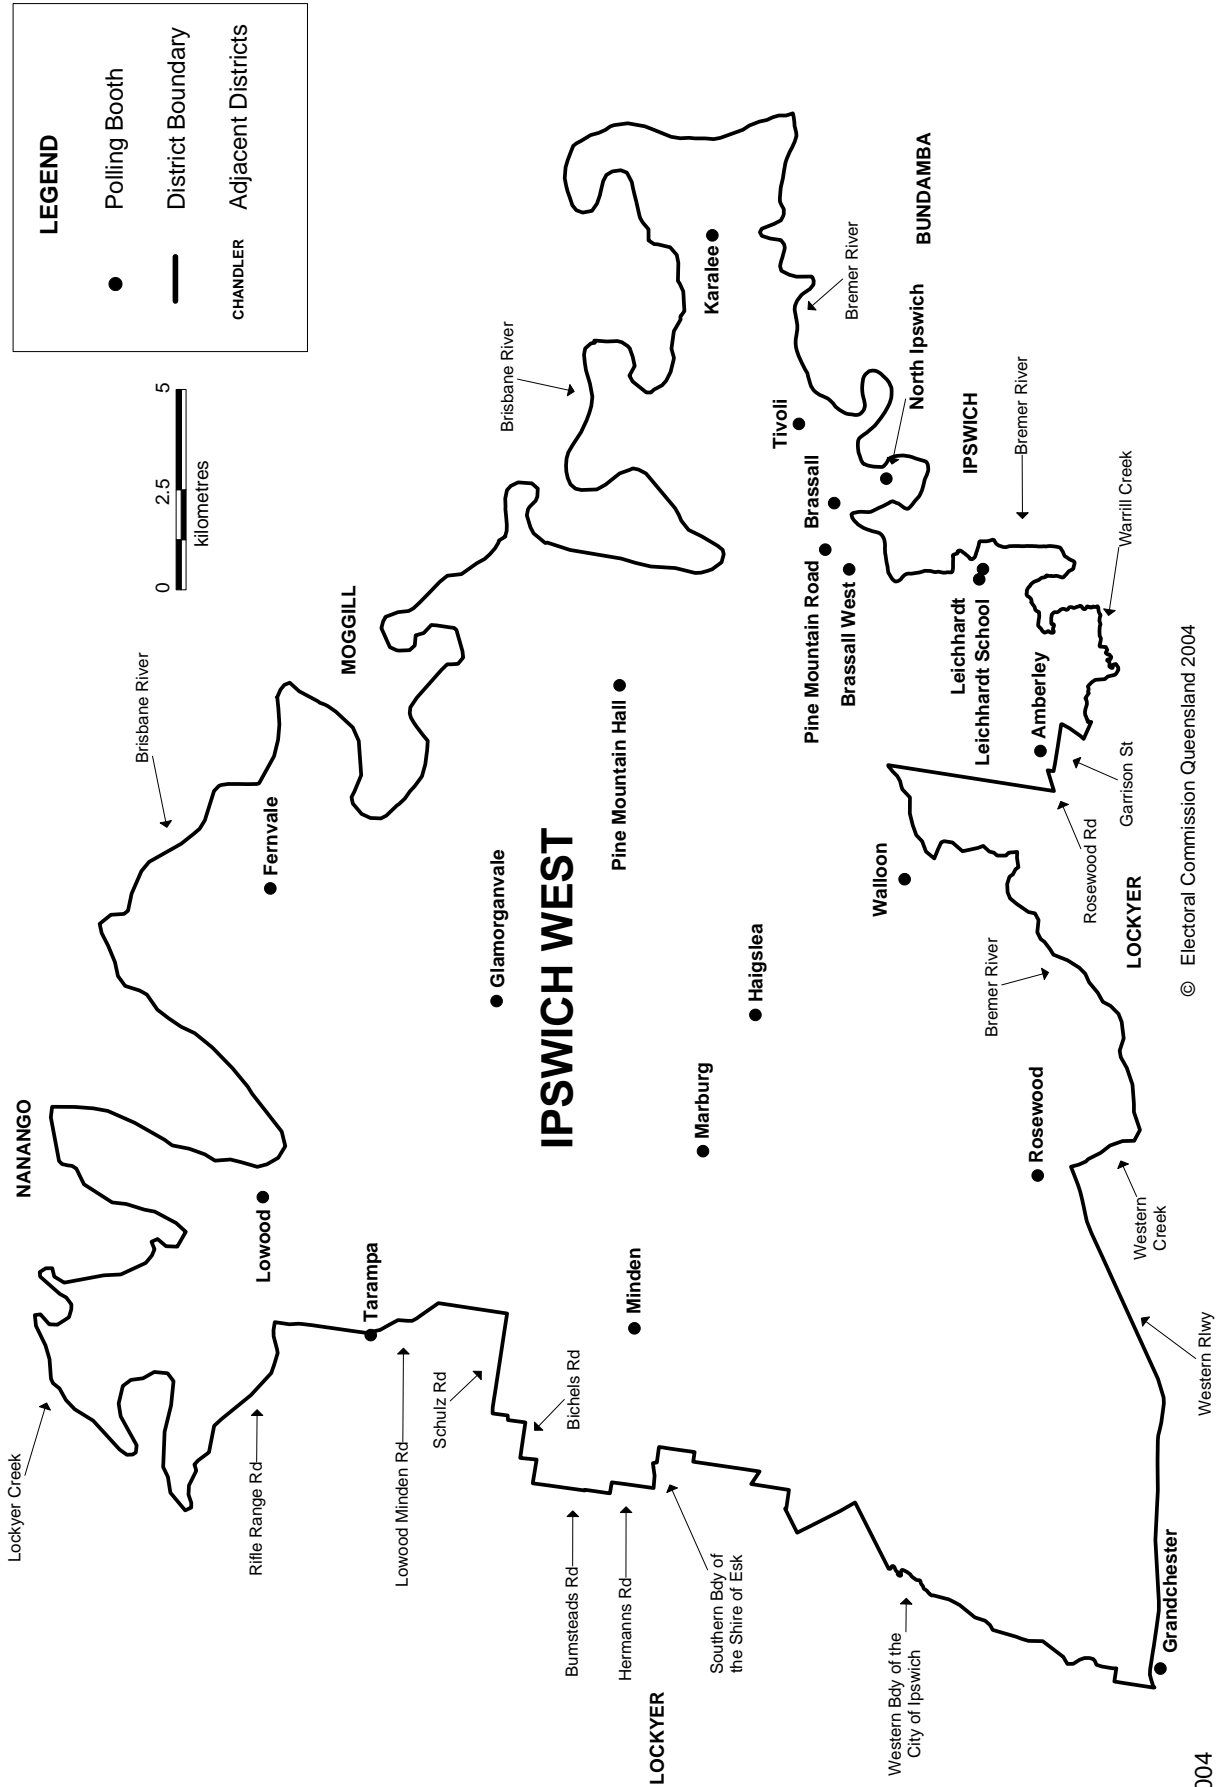 LEGEND
Polling Booth
District Boundary
CHANDLER
Adjacent Districts
0
2.5
5
kilometres
Lockyer Creek
NANANGO
Brisbane River
Lowood
Fernvale
Rifle Range Rd
Tarampa
MOGGILL
Lowood Minden Rd
Schulz Rd
Glamorganvale
Brisbane River
IPSWICH WEST
Bichels Rd
Bumsteads Rd
Hermanns Rd
Minden
Pine Mountain Hall
LOCKYER
Southern Bdy of
the Shire of Esk
Marburg
Karalee
Haigslea
Tivoli
Pine Mountain Road
Brassall
Brassall West
Bremer River
Walloon
Western Bdy of the
City of Ipswich
North Ipswich
BUNDAMBA
Leichhardt
Leichhardt School
IPSWICH
Bremer River
Bremer River
Rosewood
Amberley
Rosewood Rd
Garrison St
Warrill Creek
LOCKYER
Western
Creek
Grandchester
Western Rlwy
© Electoral Commission Queensland 2004
004